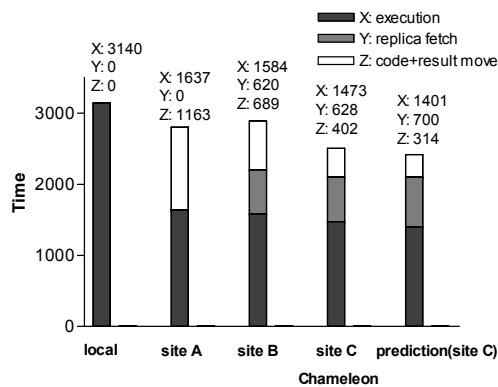 X: execution
Y: replica fetch
Z: code+result move
X: 3140
Y: 0
Z: 0
X: 1637
Y: 0
Z: 1163
X: 1584
Y: 620
Z: 689
X: 1473
Y: 628
Z: 402
X: 1401
Y: 700
Z: 314
Time
3000
2000
1000
0
local
site A
site B
site C
prediction(site C)
Chameleon